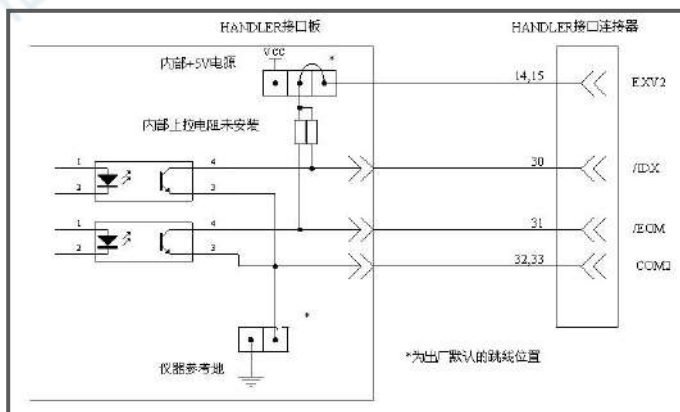 HANDLER接口板
HANDLER接口连接器
VCC
*
内部+5V电源
14,15
EXV2
内部上拉电阻未安装
1
4
30
/IDX
2
3
1
4
31
/EOM
2
3
32,33
COM2
*
*为出厂默认的跳线位置
仪器参考地